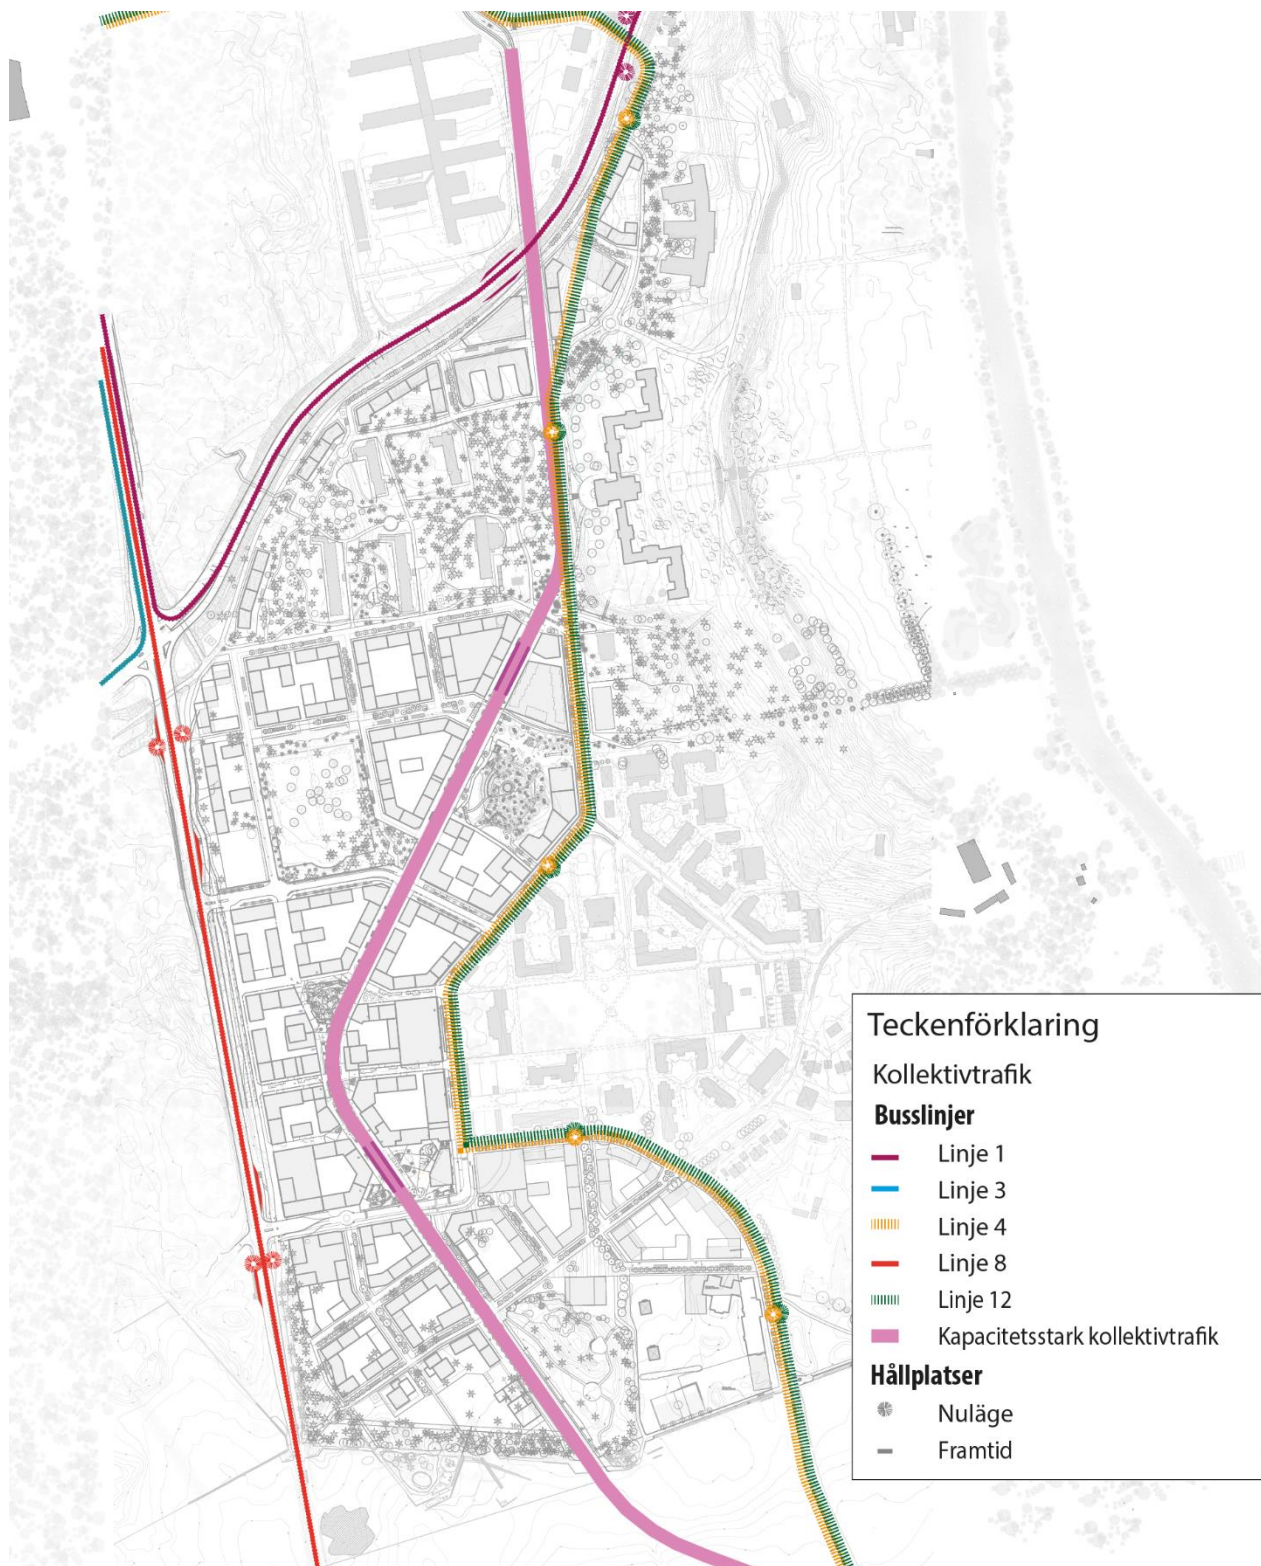 Teckenförklaring
Kollektivtrafik
Busslinjer
Linje 1
Linje 3
Linje 4
Linje 8
Linje 12
Kapacitetsstark kollektivtrafik
Hållplatser
Nuläge
Framtid